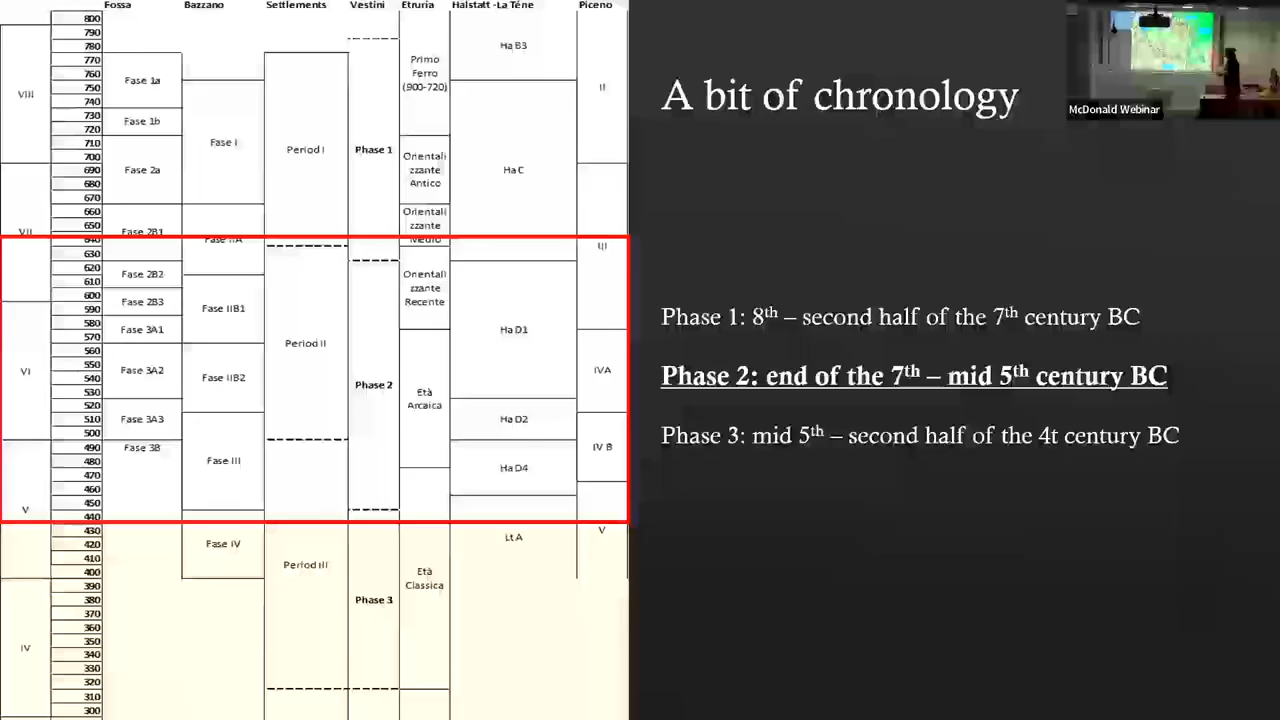 Fossa Bazzano Settlements Vestini Etruria Halstatt -La Téne Piceno
800
790
780 Ha B3
770 Primo
760 Fase 1a Ferro
750 (900-720) II
VIII 740
730 Fase 1b
720
710 Fase I Period I Phase 1
700 Orientali
690 Fase 2a zzante Ha C
680 Antico
670
660 Orientali
650 zzante
VII Fase 2B1
640 Fase IIA Medio
630 III
620 Orientali
610 Fase 2B2 zzante
600 Fase 2B3 Recente
590 Fase IIB1
580 Fase 3A1 Ha D1
570
560 Period II
550 Fase 3A2 IVA
VI 540 Fase IIB2 Phase 2
530 Età
520 Arcaica
510 Fase 3A3 Ha D2
500
490 Fase 3B IV B
480 Fase III
470 Ha D4
460
450
V 440
430 V
420 Fase IV Lt A
410 Period III
400 Età
390 Classica
380 Phase 3
370
360
350
IV 340
330
320
310
300
A bit of chronology
McDonald Webinar
Phase 1: 8th – second half of the 7th century BC
Phase 2: end of the 7th – mid 5th century BC
Phase 3: mid 5th – second half of the 4t century BC